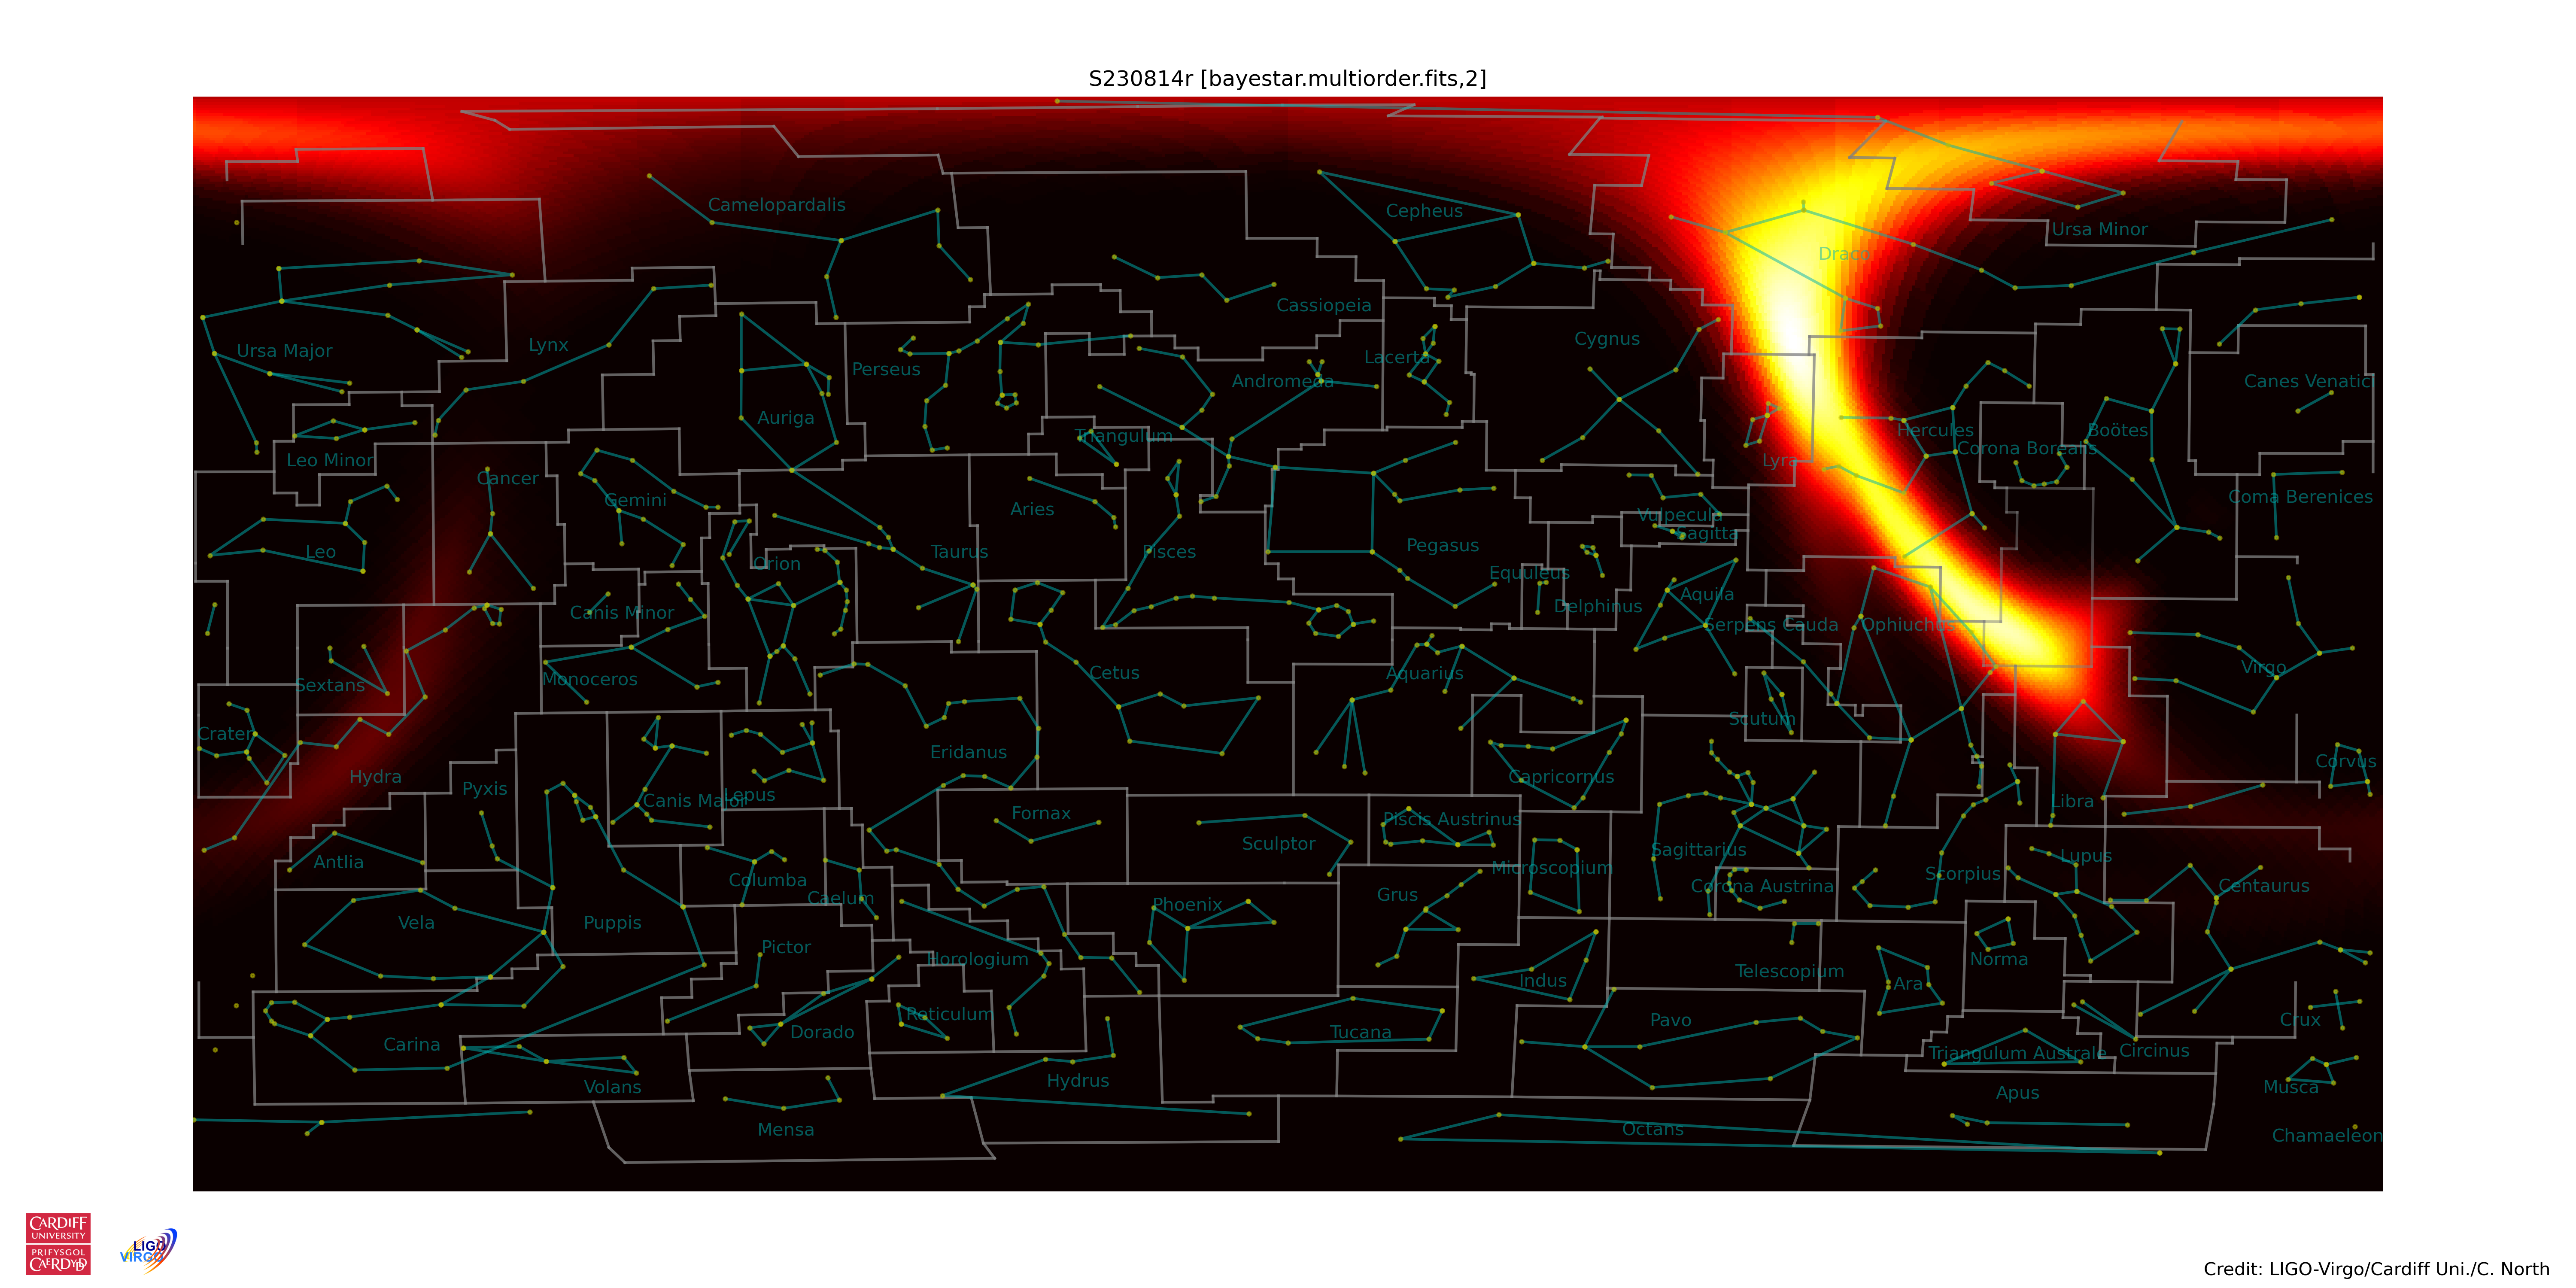 S230814r [bayestar.multiorder.fits,2]
Camelopardalis
Cepheus
Ursa Minor
Draco
Cassiopeia
Ursa Major
Lynx
Cygnus
Lacerta
Perseus
Andromeda
Canes Venatici
Auriga
Triangulum
Hercules
Boötes
Corona Borealis
Leo Minor
Lyra
Cancer
Gemini
Coma Berenices
Aries
Vulpecula
Sagitta
Leo
Taurus
Pisces
Pegasus
Orion
Equuleus
Aquila
Delphinus
Canis Minor
Serpens Cauda
Ophiuchus
Virgo
Cetus
Aquarius
Monoceros
Sextans
Scutum
Crater
Eridanus
Corvus
Hydra
Capricornus
Pyxis
Lepus
Canis Major
Libra
Fornax
Piscis Austrinus
Sculptor
Sagittarius
Lupus
Antlia
Microscopium
Scorpius
Columba
Corona Austrina
Centaurus
Grus
Caelum
Phoenix
Vela
Puppis
Pictor
Horologium
Norma
Telescopium
Indus
Ara
Reticulum
Pavo
Crux
Dorado
Tucana
Carina
Triangulum Australe
Circinus
Hydrus
Volans
Musca
Apus
Mensa
Octans
Chamaeleon
CARDIFF
UNIVERSITY
PRIFYSGOL
CAERDYDD
LIGO
VIRGO
Credit: LIGO-Virgo/Cardiff Uni./C. North